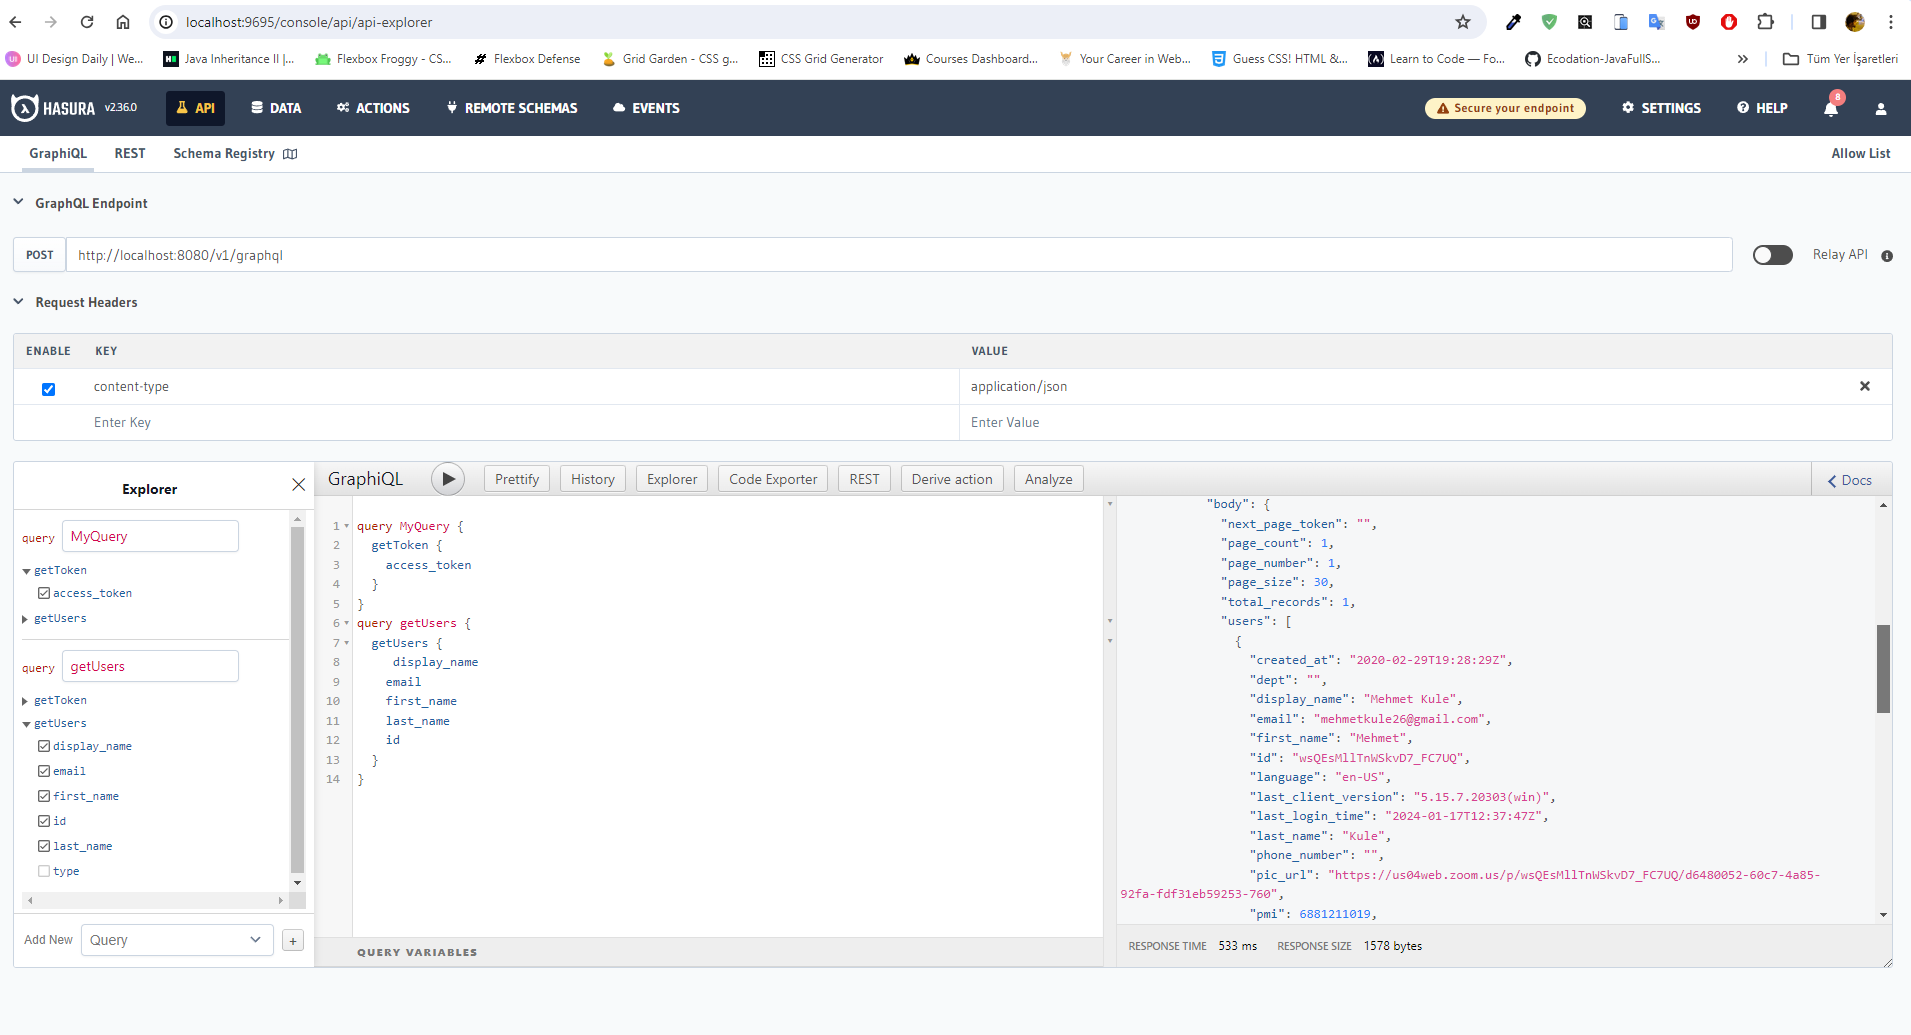 localhost:9695/console/api/api-explorer
UI Design Daily | We...
Java Inheritance II |...
Flexbox Froggy - CS...
Flexbox Defense
Grid Garden - CSS g...
CSS Grid Generator
Courses Dashboard...
Your Career in Web...
Guess CSS! HTML &...
Learn to Code — Fo...
Ecodation-JavaFullS...
»
Tüm Yer İşaretleri
HASURA v2.36.0
API
DATA
ACTIONS
REMOTE SCHEMAS
EVENTS
Secure your endpoint
SETTINGS
HELP
8
GraphiQL
REST
Schema Registry
Allow List
GraphQL Endpoint
POST
http://localhost:8080/v1/graphql
Relay API
Request Headers
ENABLE
KEY
VALUE
content-type
application/json
Enter Key
Enter Value
Explorer
query MyQuery
getToken
access_token
getUsers
query getUsers
getToken
getUsers
display_name
email
first_name
id
last_name
type
Add New
Query
+
GraphiQL
Prettify
History
Explorer
Code Exporter
REST
Derive action
Analyze
Docs
1 query MyQuery {
2 getToken {
3 access_token
4 }
5 }
6 query getUsers {
7 getUsers {
8 display_name
9 email
10 first_name
11 last_name
12 id
13 }
14 }
QUERY VARIABLES
"body": {
"next_page_token": "",
"page_count": 1,
"page_number": 1,
"page_size": 30,
"total_records": 1,
"users": [
{
"created_at": "2020-02-29T19:28:29Z",
"dept": "",
"display_name": "Mehmet Kule",
"email": "mehmetkule26@gmail.com",
"first_name": "Mehmet",
"id": "wsQEsMllTnWSkvD7_FC7UQ",
"language": "en-US",
"last_client_version": "5.15.7.20303(win)",
"last_login_time": "2024-01-17T12:37:47Z",
"last_name": "Kule",
"phone_number": "",
"pic_url": "https://us04web.zoom.us/p/wsQEsMllTnWSkvD7_FC7UQ/d6480052-60c7-4a85-
92fa-fdf31eb59253-760",
"pmi": 6881211019,
RESPONSE TIME 533 ms
RESPONSE SIZE 1578 bytes